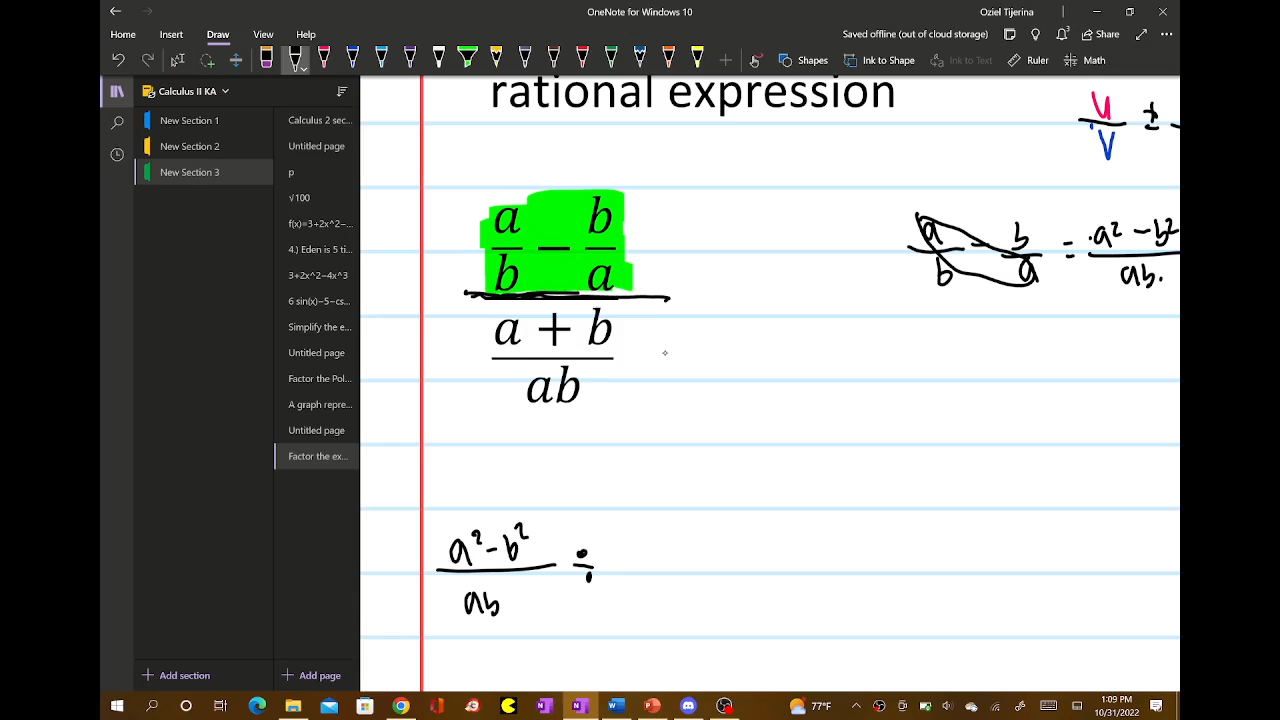 OneNote for Windows 10
Oziel Tijerina
Home Insert Draw View Help
Saved offline (out of cloud storage)
3
Share
Shapes
Ink to Shape
Ink to Text
Ruler
Math
Calculus II KA
New Section 1
New Section 2
New Section 3
Calculus 2 sec...
Untitled page
p
√100
f(x)=3+2x^2−...
4.) Eden is 5 ti...
3+2x^2−4x^3
6 sin(x)−5−cs...
Simplify the e...
Untitled page
Factor the Pol...
A graph repre...
Untitled page
Factor the ex...
Add section
Add page
rational expression
u
± -
v
a b
—
b a
a + b
ab
a - b = a² - b²
b a ab
a² - b² ÷
ab
77°F
1:09 PM
10/31/2022